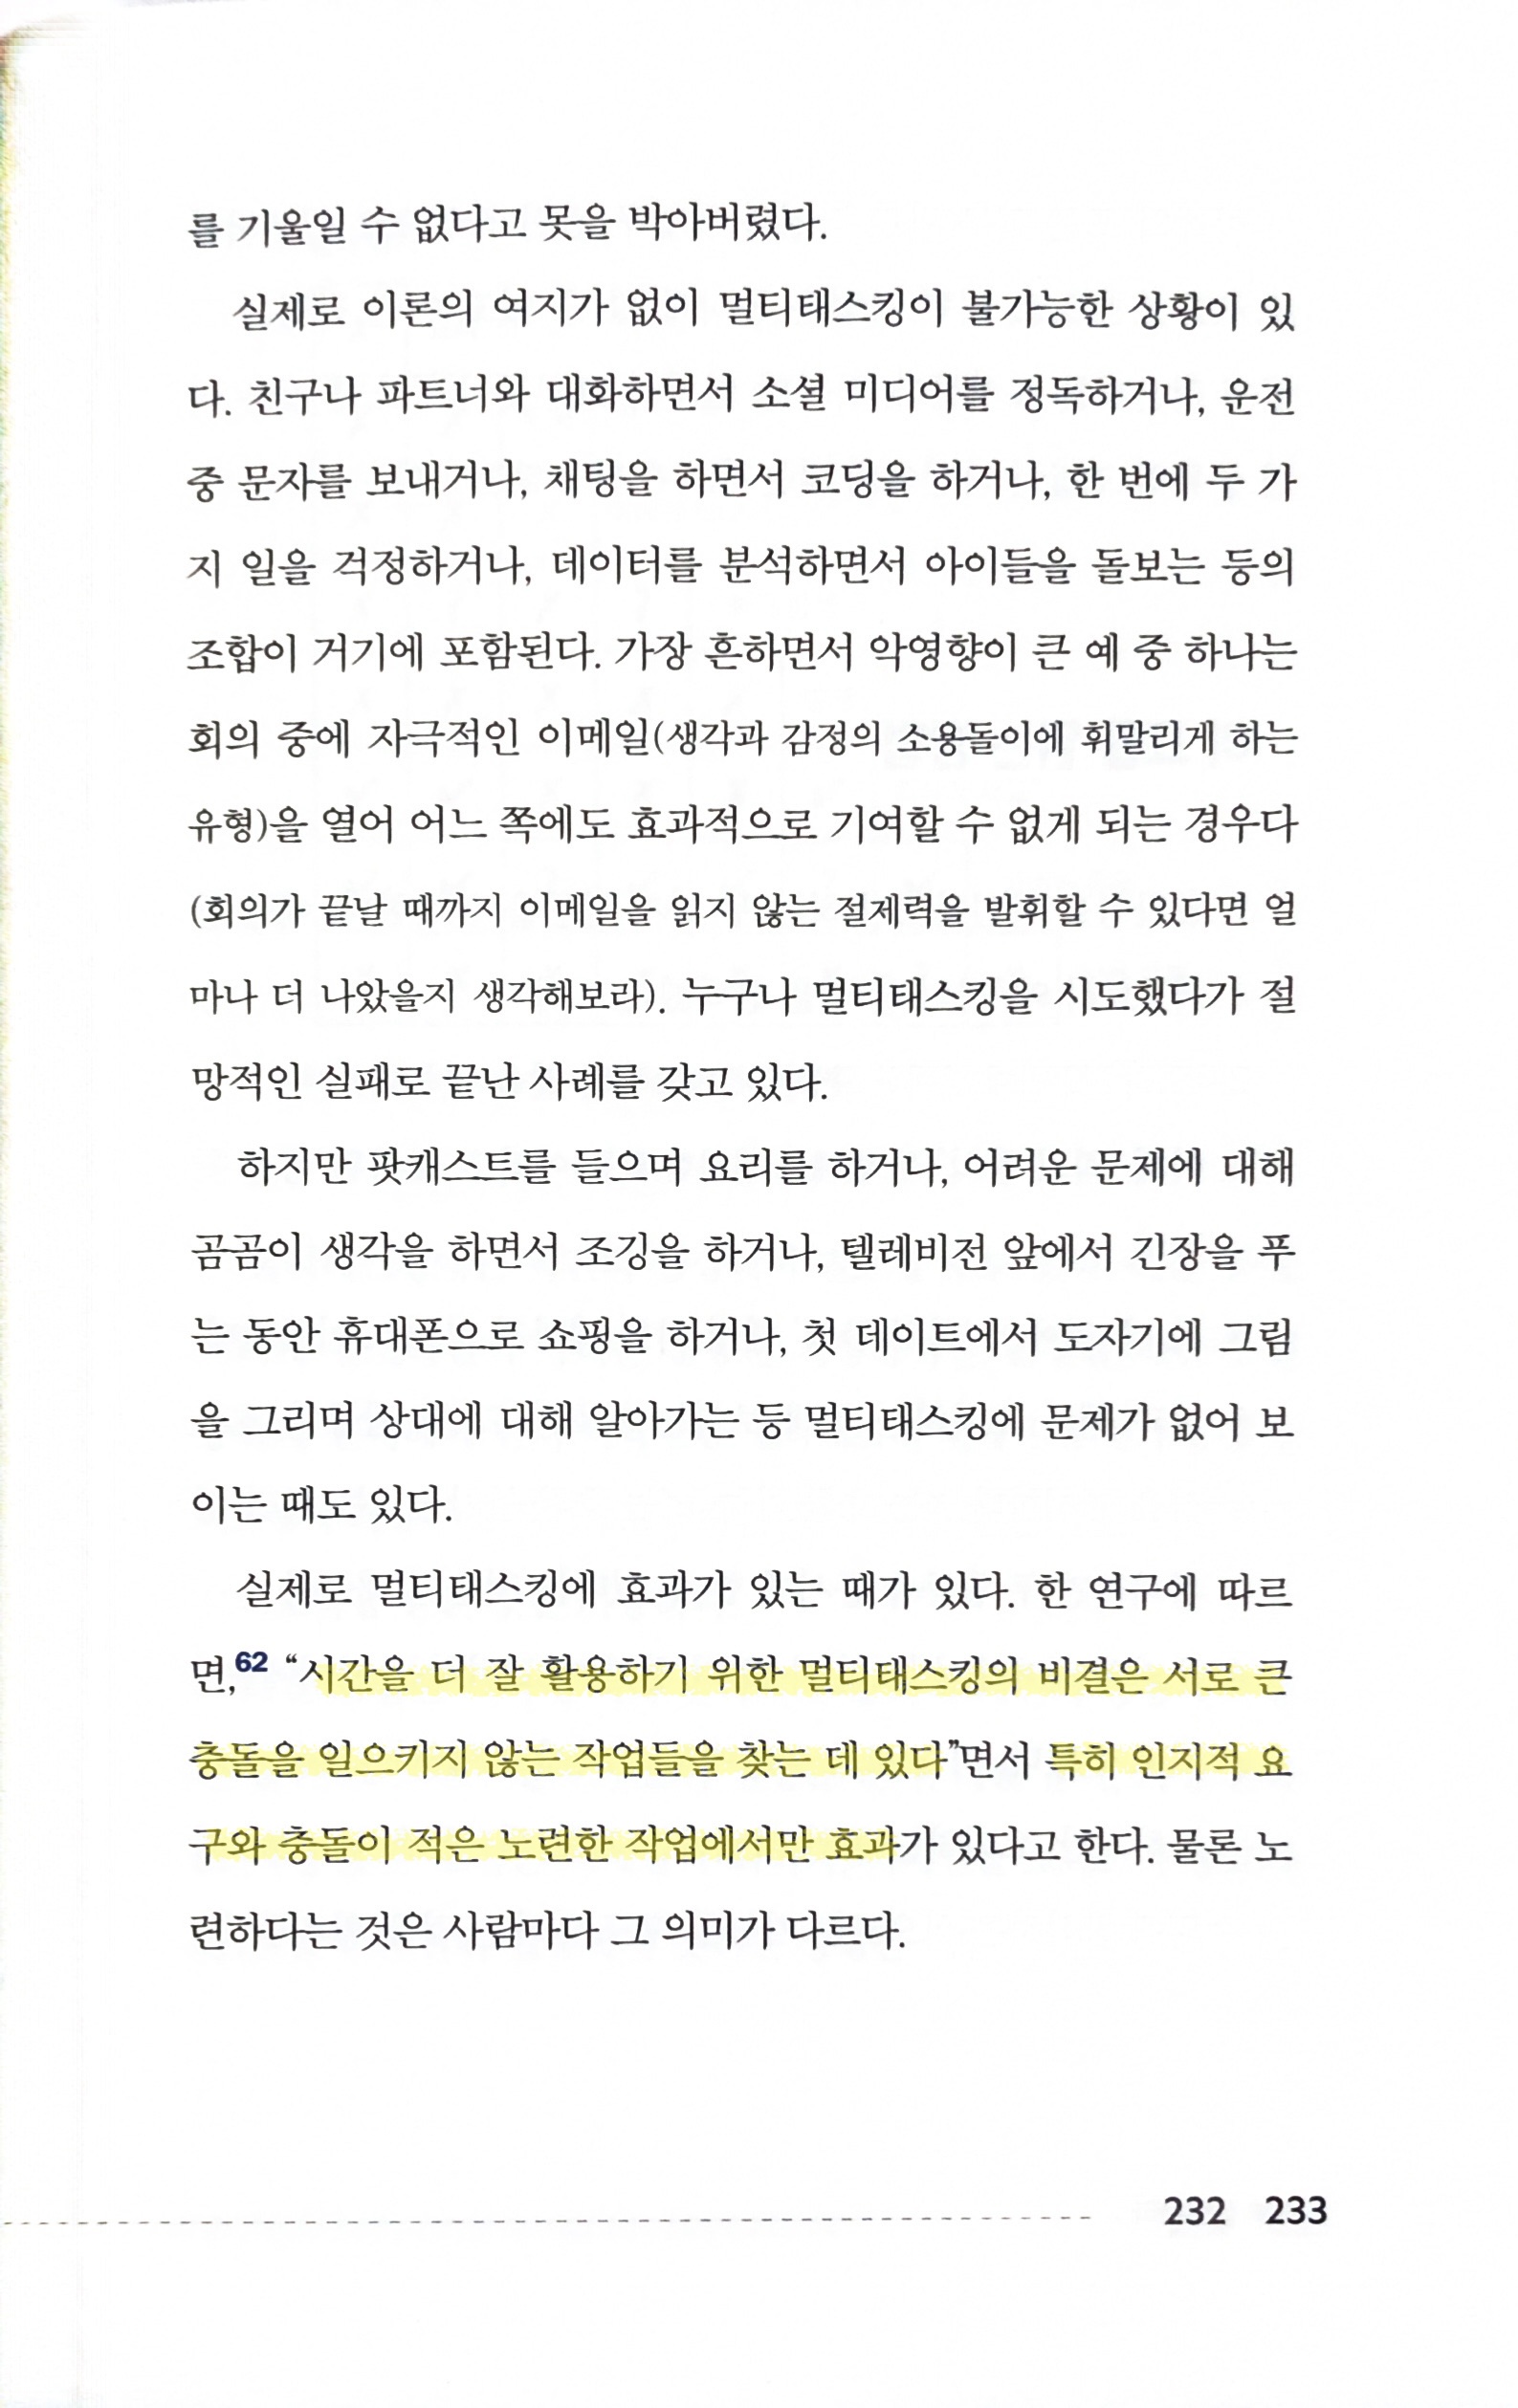 를 기울일 수 없다고 못을 박아버렸다.
실제로 이론의 여지가 없이 멀티태스킹이 불가능한 상황이 있
다. 친구나 파트너와 대화하면서 소셜 미디어를 정독하거나, 운전
중 문자를 보내거나, 채팅을 하면서 코딩을 하거나, 한 번에 두 가
지 일을 걱정하거나, 데이터를 분석하면서 아이들을 돌보는 등의
조합이 거기에 포함된다. 가장 흔하면서 악영향이 큰 예 중 하나는
회의 중에 자극적인 이메일(생각과 감정의 소용돌이에 휘말리게 하는
유형)을 열어 어느 쪽에도 효과적으로 기여할 수 없게 되는 경우다
(회의가 끝날 때까지 이메일을 읽지 않는 절제력을 발휘할 수 있다면 얼
마나 더 나았을지 생각해보라). 누구나 멀티태스킹을 시도했다가 절
망적인 실패로 끝난 사례를 갖고 있다.
하지만 팟캐스트를 들으며 요리를 하거나, 어려운 문제에 대해
곰곰이 생각을 하면서 조깅을 하거나, 텔레비전 앞에서 긴장을 푸
는 동안 휴대폰으로 쇼핑을 하거나, 첫 데이트에서 도자기에 그림
을 그리며 상대에 대해 알아가는 등 멀티태스킹에 문제가 없어 보
이는 때도 있다.
실제로 멀티태스킹에 효과가 있는 때가 있다. 한 연구에 따르
면,62 “시간을 더 잘 활용하기 위한 멀티태스킹의 비결은 서로 큰
충돌을 일으키지 않는 작업들을 찾는 데 있다”면서 특히 인지적 요
구와 충돌이 적은 노련한 작업에서만 효과가 있다고 한다. 물론 노
련하다는 것은 사람마다 그 의미가 다르다.
232 233